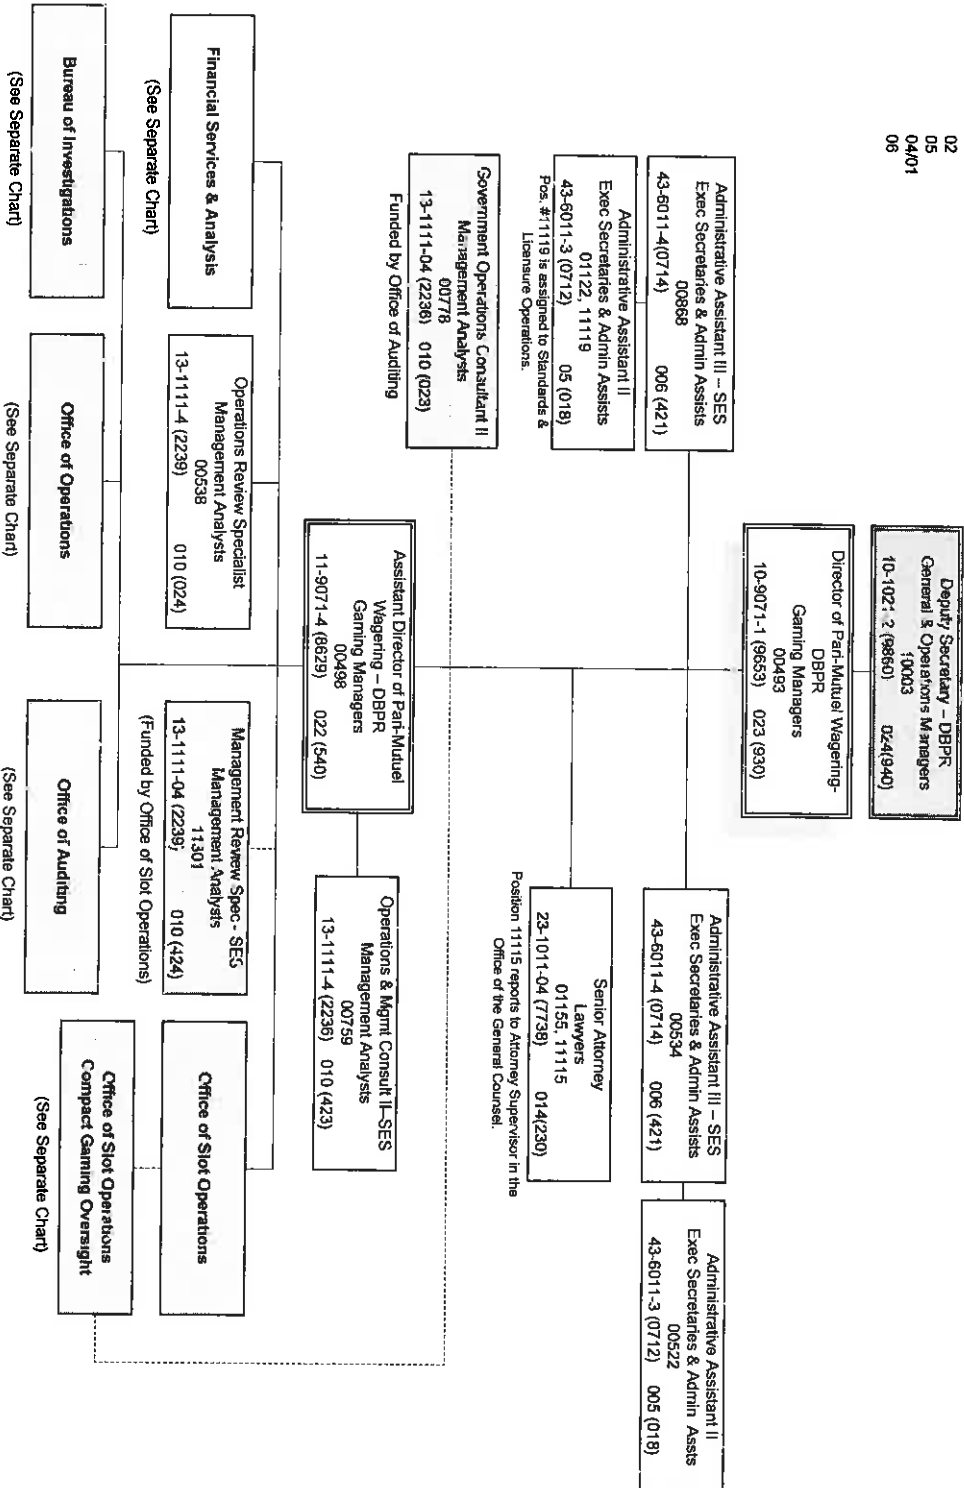 02
05
04/01
06
Deputy Secretary – DBPR
General & Operations Managers
10003
10-1021-2 (9860) 024(940)
Director of Pari-Mutuel Wagering-
DBPR
Gaming Managers
00493
10-9071-1 (9653) 023 (930)
Administrative Assistant III – SES
Exec Secretaries & Admin Assists
00868
43-6011-4(0714) 006 (421)
Administrative Assistant II
Exec Secretaries & Admin Assists
01122, 11119
43-6011-3 (0712) 05 (018)
Pos. #11119 is assigned to Standards &
Licensure Operations.
Administrative Assistant III – SES
Exec Secretaries & Admin Assists
00534
43-6011-4 (0714) 006 (421)
Administrative Assistant II
Exec Secretaries & Admin Assts
00522
43-6011-3 (0712) 005 (018)
Senior Attorney
Lawyers
01155, 11115
23-1011-04 (7738) 014(230)
Position 11115 reports to Attorney Supervisor in the
Office of the General Counsel.
Government Operations Consultant II
Management Analysts
00778
13-1111-04 (2236) 010 (023)
Funded by Office of Auditing
Assistant Director of Pari-Mutuel
Wagering – DBPR
Gaming Managers
00498
11-9071-4 (8629) 022 (540)
Operations & Mgmt Consult II–SES
Management Analysts
00759
13-1111-4 (2236) 010 (423)
Financial Services & Analysis
(See Separate Chart)
Operations Review Specialist
Management Analysts
00538
13-1111-4 (2239) 010 (024)
Management Review Spec - SES
Management Analysts
11301
13-1111-04 (2239) 010 (424)
(Funded by Office of Slot Operations)
Office of Slot Operations
Bureau of Investigations
(See Separate Chart)
Office of Operations
(See Separate Chart)
Office of Auditing
(See Separate Chart)
Office of Slot Operations
Compact Gaming Oversight
(See Separate Chart)